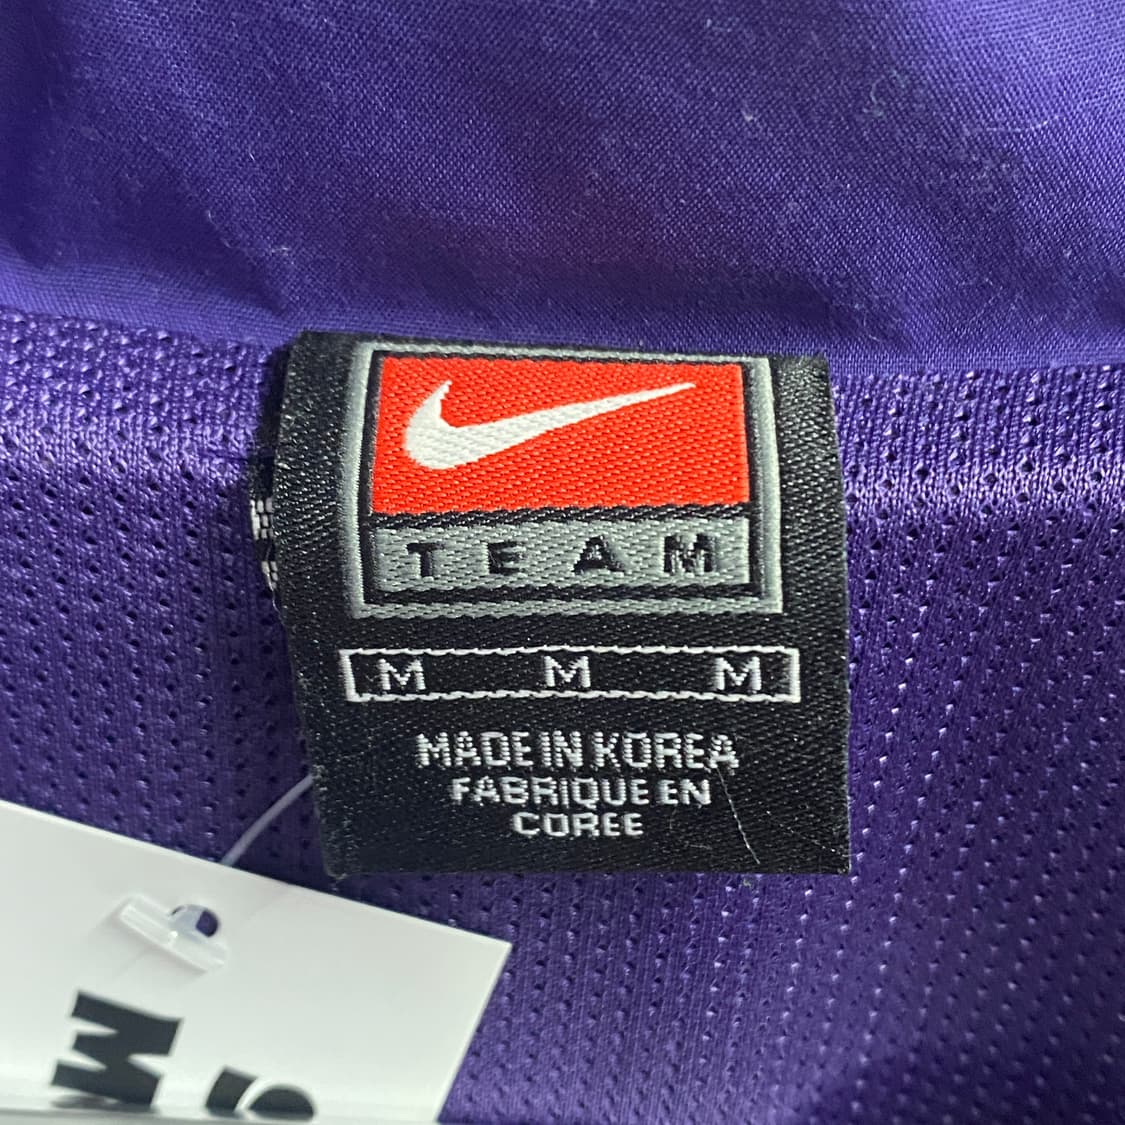 TEAM
M M M
MADE IN KOREA
FABRIQUE EN
COREE